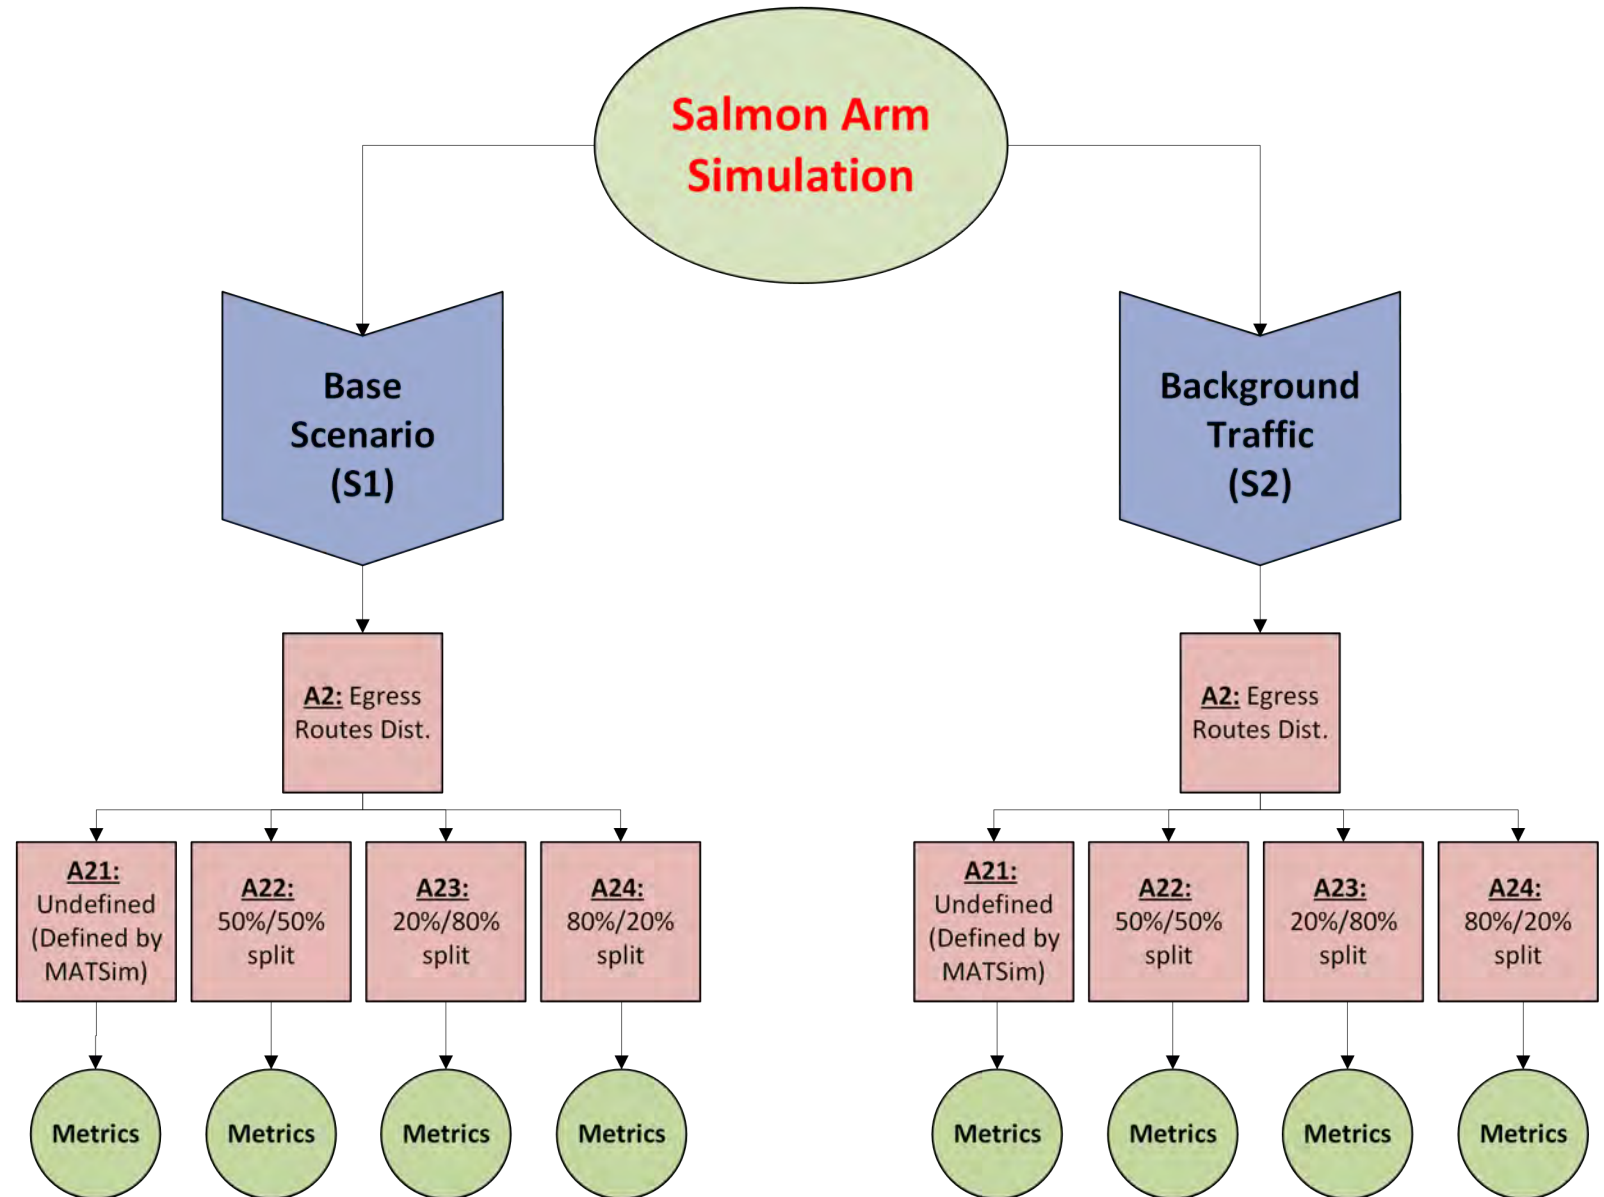 Salmon Arm
Simulation
Base
Scenario
(S1)
Background
Traffic
(S2)
A2: Egress
Routes Dist.
A2: Egress
Routes Dist.
A21:
Undefined
(Defined by
MATSim)
A22:
50%/50%
split
A23:
20%/80%
split
A24:
80%/20%
split
A21:
Undefined
(Defined by
MATSim)
A22:
50%/50%
split
A23:
20%/80%
split
A24:
80%/20%
split
Metrics
Metrics
Metrics
Metrics
Metrics
Metrics
Metrics
Metrics